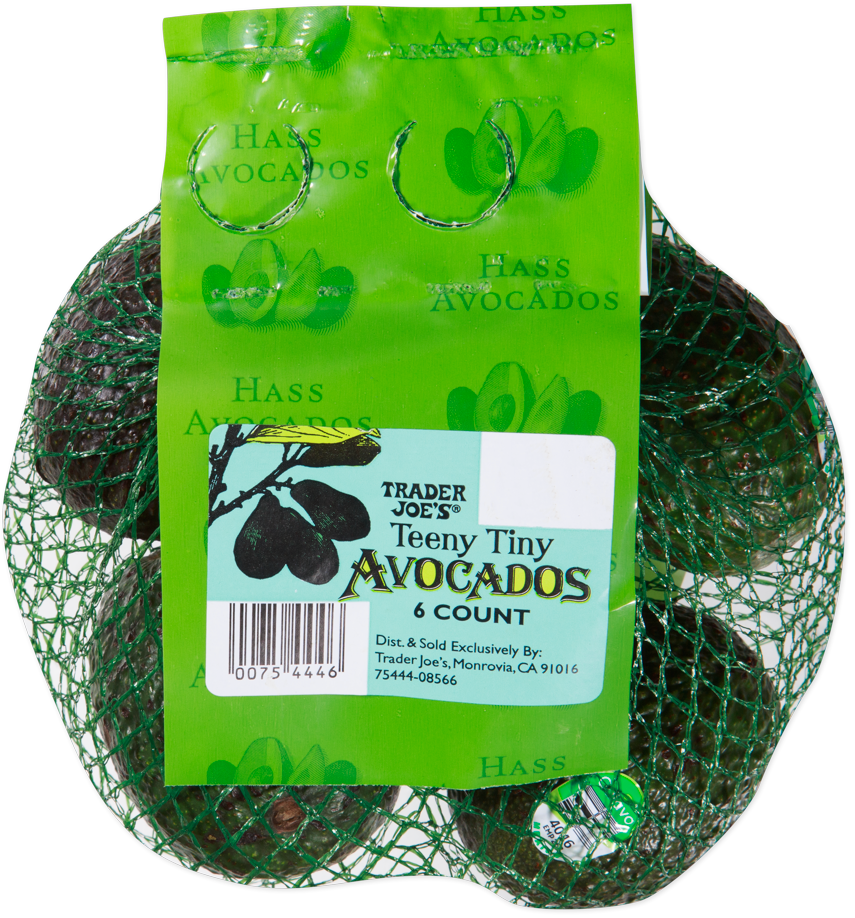 HASS
AVOCADOS
HASS
AVOCADOS
HASS
AVOCADOS
HASS
AVOCADOS
TRADER
JOE'S®
Teeny Tiny
AVOCADOS
6 COUNT
Dist. & Sold Exclusively By:
Trader Joe's, Monrovia, CA 91016
75444-08566
0075 4446
HASS
4046